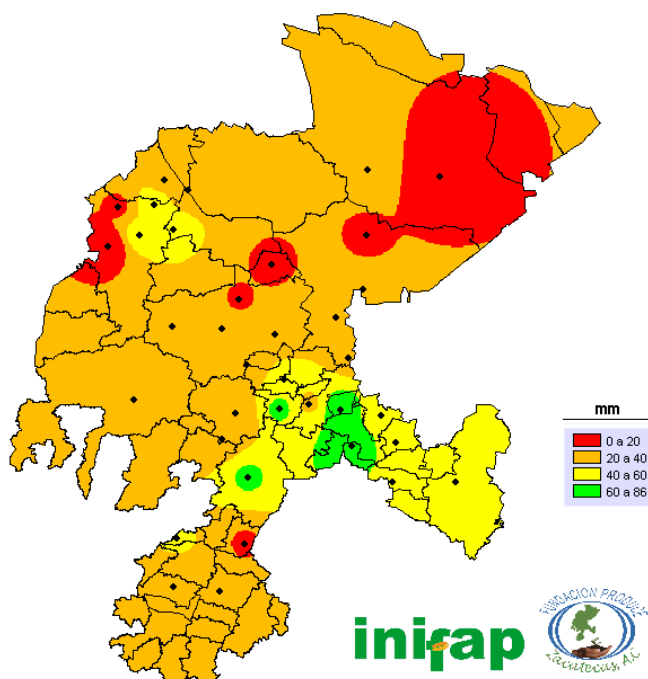 mm
0 a 20
20 a 40
40 a 60
60 a 86
inifap
FUNDACION PRODUCE
Zacatecas, A.C.